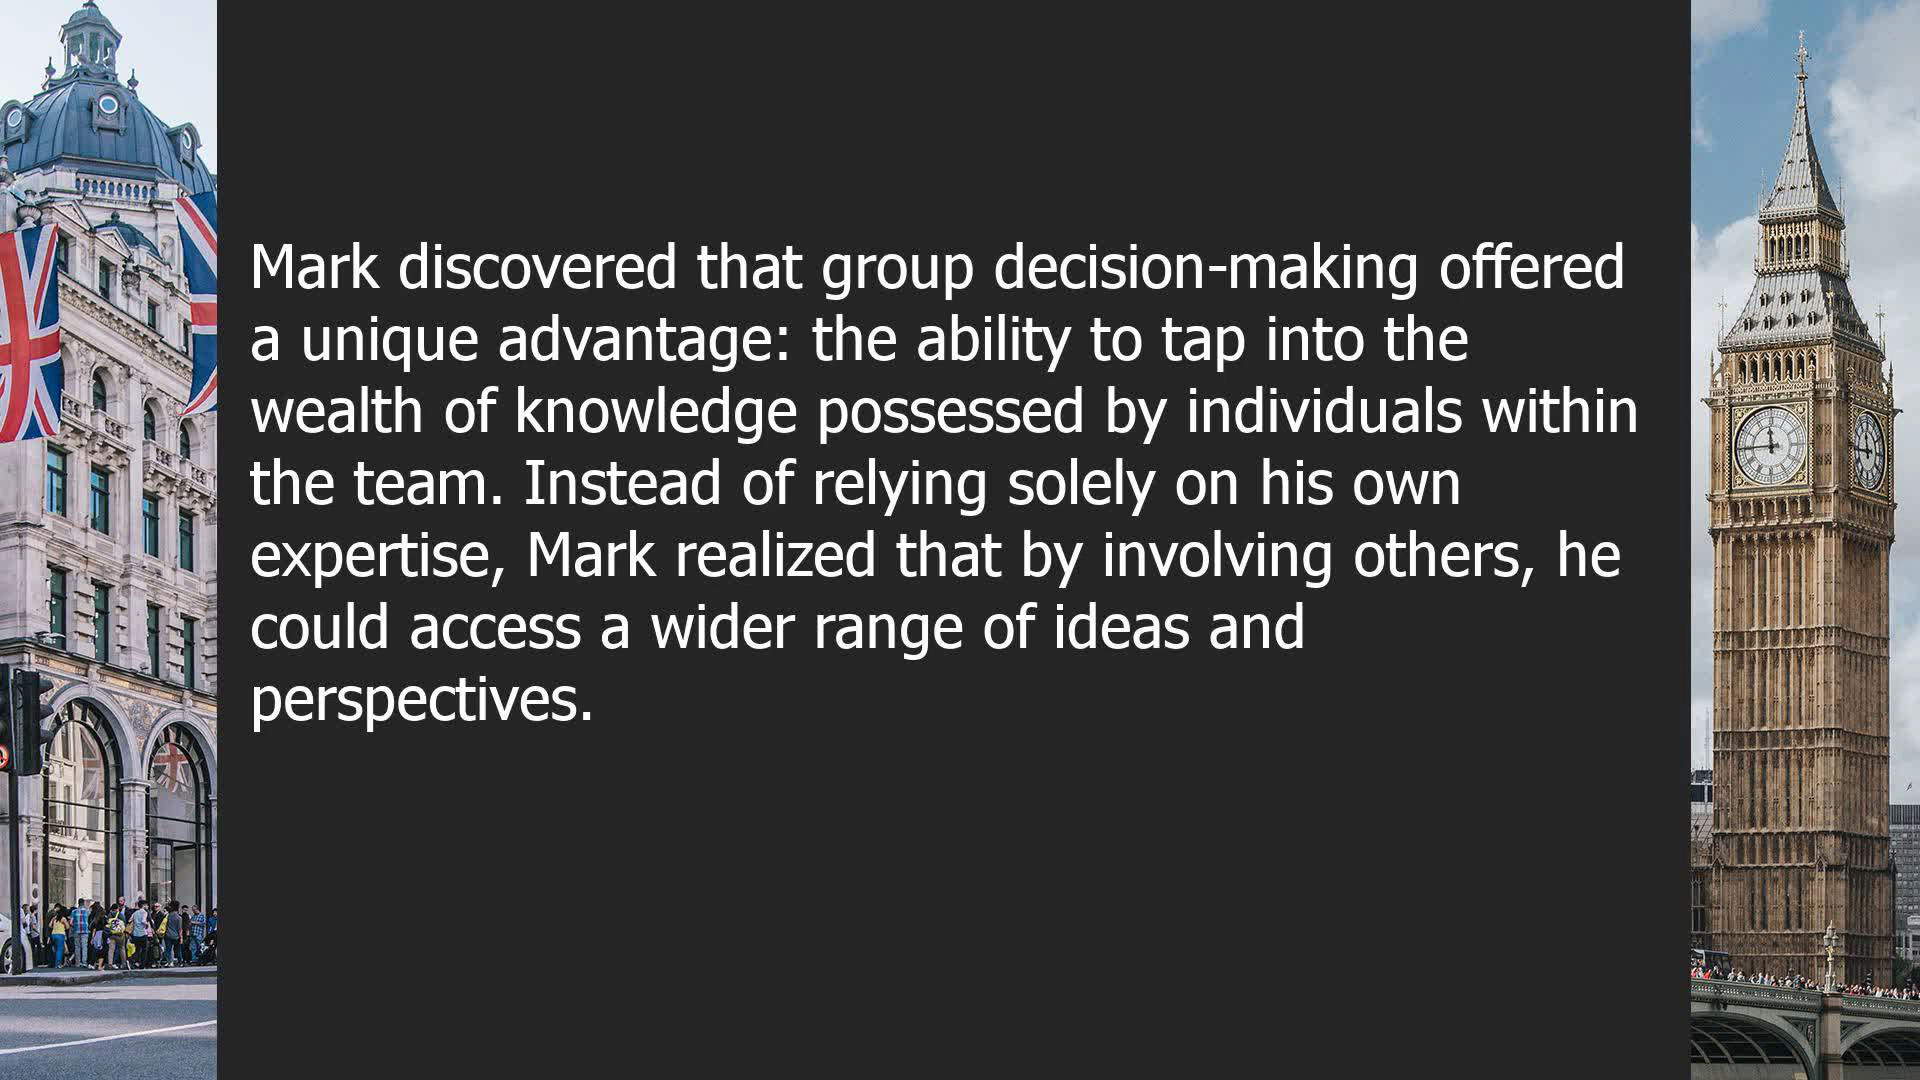 Mark discovered that group decision-making offered
a unique advantage: the ability to tap into the
wealth of knowledge possessed by individuals within
the team. Instead of relying solely on his own
expertise, Mark realized that by involving others, he
could access a wider range of ideas and
perspectives.